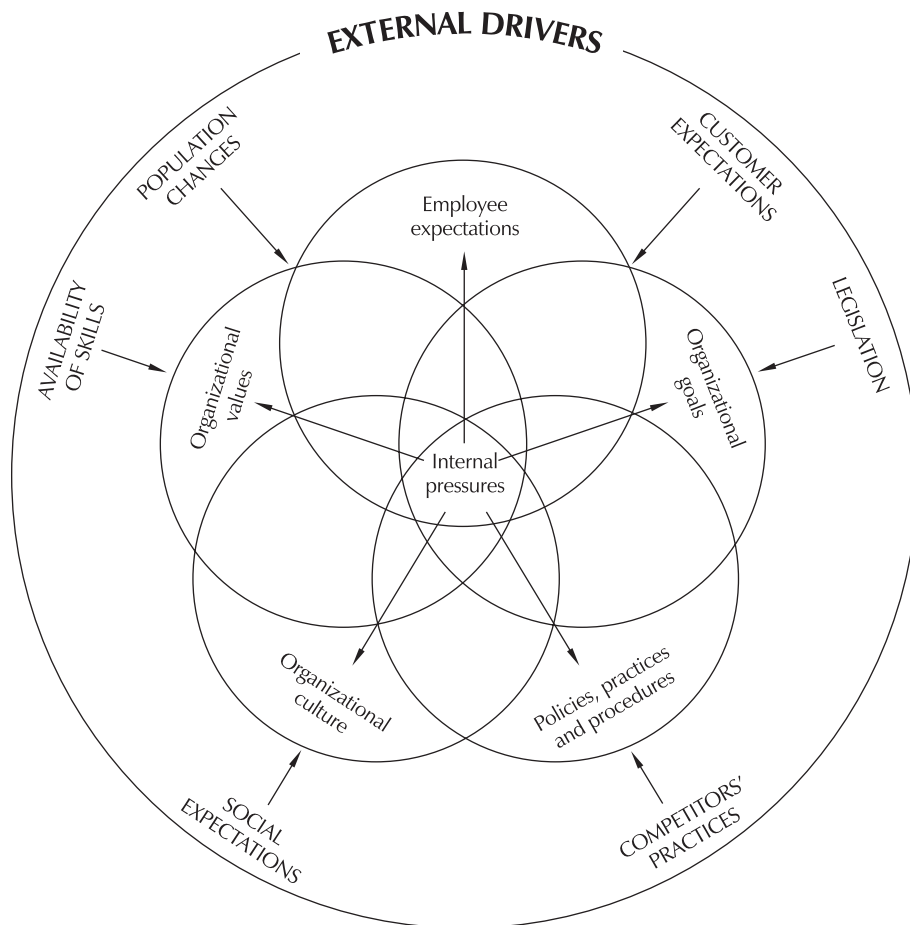 EXTERNAL DRIVERS
POPULATION
CHANGES
CUSTOMER
EXPECTATIONS
Employee
expectations
AVAILABILITY
OF SKILLS
LEGISLATION
Organizational
values
Organizational
goals
Internal
pressures
Organizational
culture
Policies, practices
and procedures
SOCIAL
EXPECTATIONS
COMPETITORS’
PRACTICES